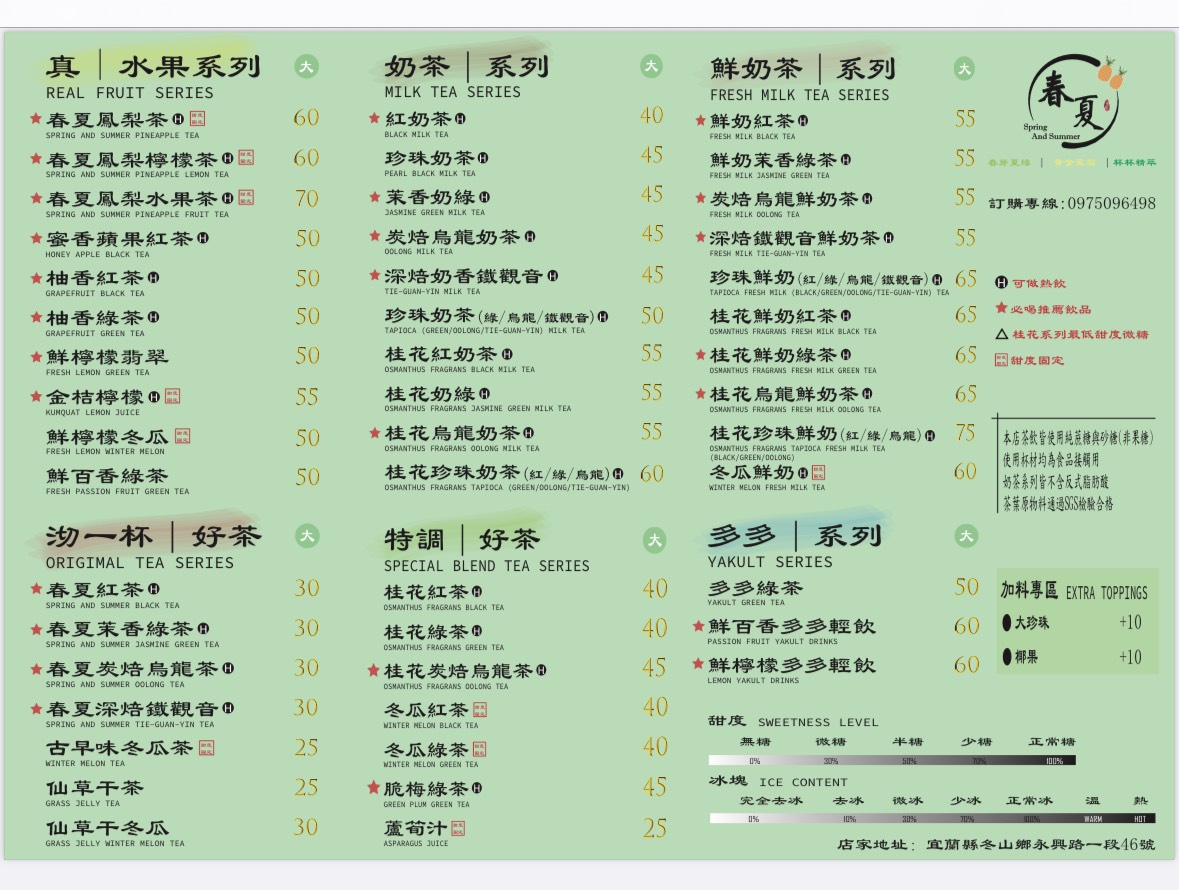 真｜水果系列 大
REAL FRUIT SERIES
春夏鳳梨茶 H 甜度固定 60
SPRING AND SUMMER PINEAPPLE TEA
春夏鳳梨檸檬茶 H 甜度固定 60
SPRING AND SUMMER PINEAPPLE LEMON TEA
春夏鳳梨水果茶 H 甜度固定 70
SPRING AND SUMMER PINEAPPLE FRUIT TEA
蜜香蘋果紅茶 H 50
HONEY APPLE BLACK TEA
柚香紅茶 H 50
GRAPEFRUIT BLACK TEA
柚香綠茶 H 50
GRAPEFRUIT GREEN TEA
鮮檸檬翡翠 50
FRESH LEMON GREEN TEA
金桔檸檬 H 甜度固定 55
KUMQUAT LEMON JUICE
鮮檸檬冬瓜 甜度固定 50
FRESH LEMON WINTER MELON
鮮百香綠茶 50
FRESH PASSION FRUIT GREEN TEA
沏一杯｜好茶 大
ORIGIMAL TEA SERIES
春夏紅茶 H 30
SPRING AND SUMMER BLACK TEA
春夏茉香綠茶 H 30
SPRING AND SUMMER JASMINE GREEN TEA
春夏炭焙烏龍茶 H 30
SPRING AND SUMMER OOLONG TEA
春夏深焙鐵觀音 H 30
SPRING AND SUMMER TIE-GUAN-YIN TEA
古早味冬瓜茶 甜度固定 25
WINTER MELON TEA
仙草干茶 25
GRASS JELLY TEA
仙草干冬瓜 30
GRASS JELLY WINTER MELON TEA
奶茶｜系列 大
MILK TEA SERIES
紅奶茶 H 40
BLACK MILK TEA
珍珠奶茶 H 45
PEARL BLACK MILK TEA
茉香奶綠 H 45
JASMINE GREEN MILK TEA
炭焙烏龍奶茶 H 45
OOLONG MILK TEA
深焙奶香鐵觀音 H 45
TIE-GUAN-YIN MILK TEA
珍珠奶茶(綠/烏龍/鐵觀音) H 50
TAPIOCA (GREEN/OOLONG/TIE-GUAN-YIN) MILK TEA
桂花紅奶茶 H 55
OSMANTHUS FRAGRANS BLACK MILK TEA
桂花奶綠 H 55
OSMANTHUS FRAGRANS JASMINE GREEN MILK TEA
桂花烏龍奶茶 H 55
OSMANTHUS FRAGRANS OOLONG MILK TEA
桂花珍珠奶茶(紅/綠/烏龍) H 60
OSMANTHUS FRAGRANS TAPIOCA (GREEN/OOLONG/TIE-GUAN-YIN)
特調｜好茶 大
SPECIAL BLEND TEA SERIES
桂花紅茶 H 40
OSMANTHUS FRAGRANS BLACK TEA
桂花綠茶 H 40
OSMANTHUS FRAGRANS GREEN TEA
桂花炭焙烏龍茶 H 45
OSMANTHUS FRAGRANS OOLONG TEA
冬瓜紅茶 甜度固定 40
WINTER MELON BLACK TEA
冬瓜綠茶 甜度固定 40
WINTER MELON GREEN TEA
脆梅綠茶 H 45
GREEN PLUM GREEN TEA
蘆筍汁 甜度固定 25
ASPARAGUS JUICE
鮮奶茶｜系列 大
FRESH MILK TEA SERIES
鮮奶紅茶 H 55
FRESH MILK BLACK TEA
鮮奶茉香綠茶 H 55
FRESH MILK JASMINE GREEN TEA
炭焙烏龍鮮奶茶 H 55
FRESH MILK OOLONG TEA
深焙鐵觀音鮮奶茶 H 55
FRESH MILK TIE-GUAN-YIN TEA
珍珠鮮奶(紅/綠/烏龍/鐵觀音) H 65
TAPIOCA FRESH MILK (BLACK/GREEN/OOLONG/TIE-GUAN-YIN) TEA
桂花鮮奶紅茶 H 65
OSMANTHUS FRAGRANS FRESH MILK BLACK TEA
桂花鮮奶綠茶 H 65
OSMANTHUS FRAGRANS FRESH MILK GREEN TEA
桂花烏龍鮮奶茶 H 65
OSMANTHUS FRAGRANS FRESH MILK OOLONG TEA
桂花珍珠鮮奶(紅/綠/烏龍) H 75
OSMANTHUS FRAGRANS TAPIOCA FRESH MILK TEA
(BLACK/GREEN/OOLONG)
冬瓜鮮奶 H 甜度固定 60
WINTER MELON FRESH MILK TEA
多多｜系列 大
YAKULT SERIES
多多綠茶 50
YAKULT GREEN TEA
鮮百香多多輕飲 60
PASSION FRUIT YAKULT DRINKS
鮮檸檬多多輕飲 60
LEMON YAKULT DRINKS
甜度 SWEETNESS LEVEL
無糖 微糖 半糖 少糖 正常糖
0% 30% 50% 70% 100%
冰塊 ICE CONTENT
完全去冰 去冰 微冰 少冰 正常冰 溫 熱
0% 10% 30% 70% 100% WARM HOT
店家地址：宜蘭縣冬山鄉永興路一段46號
春夏
Spring
And Summer
｜杯杯精萃
訂購專線:0975096498
H 可做熱飲
必喝推薦飲品
桂花系列最低甜度微糖
甜度固定 甜度固定
本店茶飲皆使用純蔗糖與砂糖(非果糖)
使用杯材均為食品接觸用
奶茶系列皆不含反式脂肪酸
茶葉原物料通過SGS檢驗合格
加料專區 EXTRA TOPPINGS
大珍珠 +10
椰果 +10